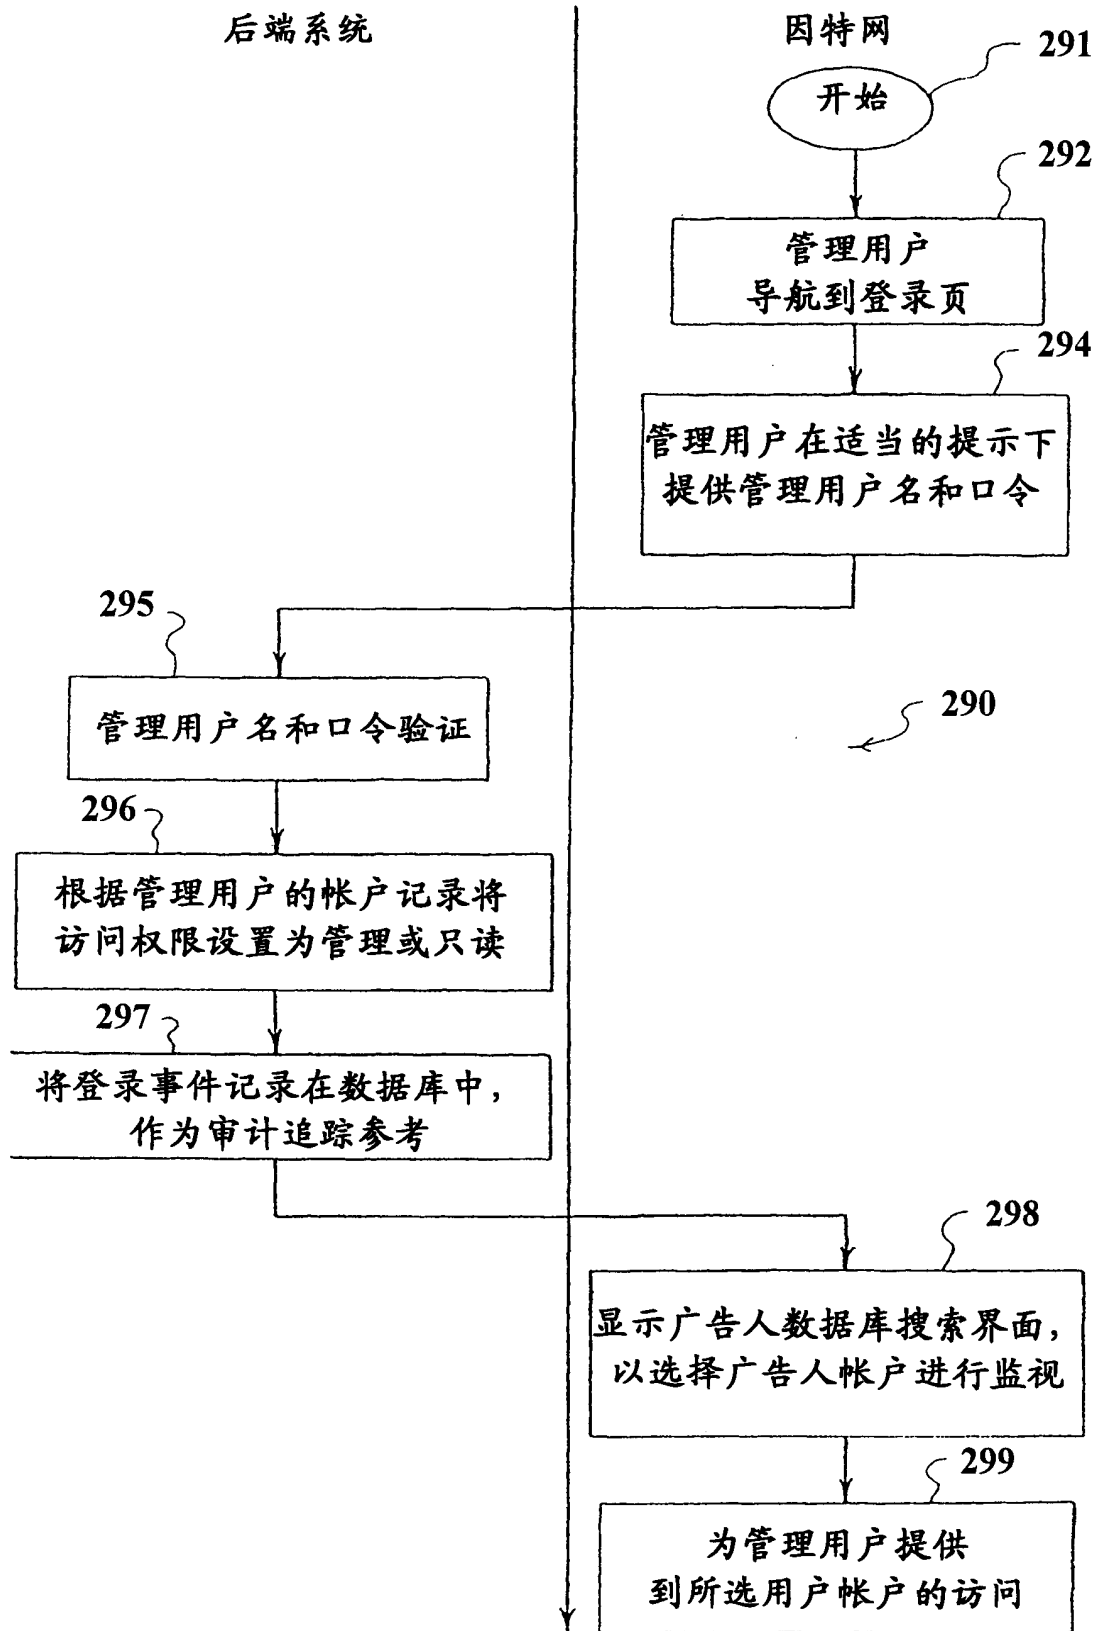 后端系统
因特网
291
开始
292
管理用户
导航到登录页
294
管理用户在适当的提示下
提供管理用户名和口令
295
管理用户名和口令验证
290
296
根据管理用户的帐户记录将
访问权限设置为管理或只读
297
将登录事件记录在数据库中，
作为审计追踪参考
298
显示广告人数据库搜索界面，
以选择广告人帐户进行监视
299
为管理用户提供
到所选用户帐户的访问